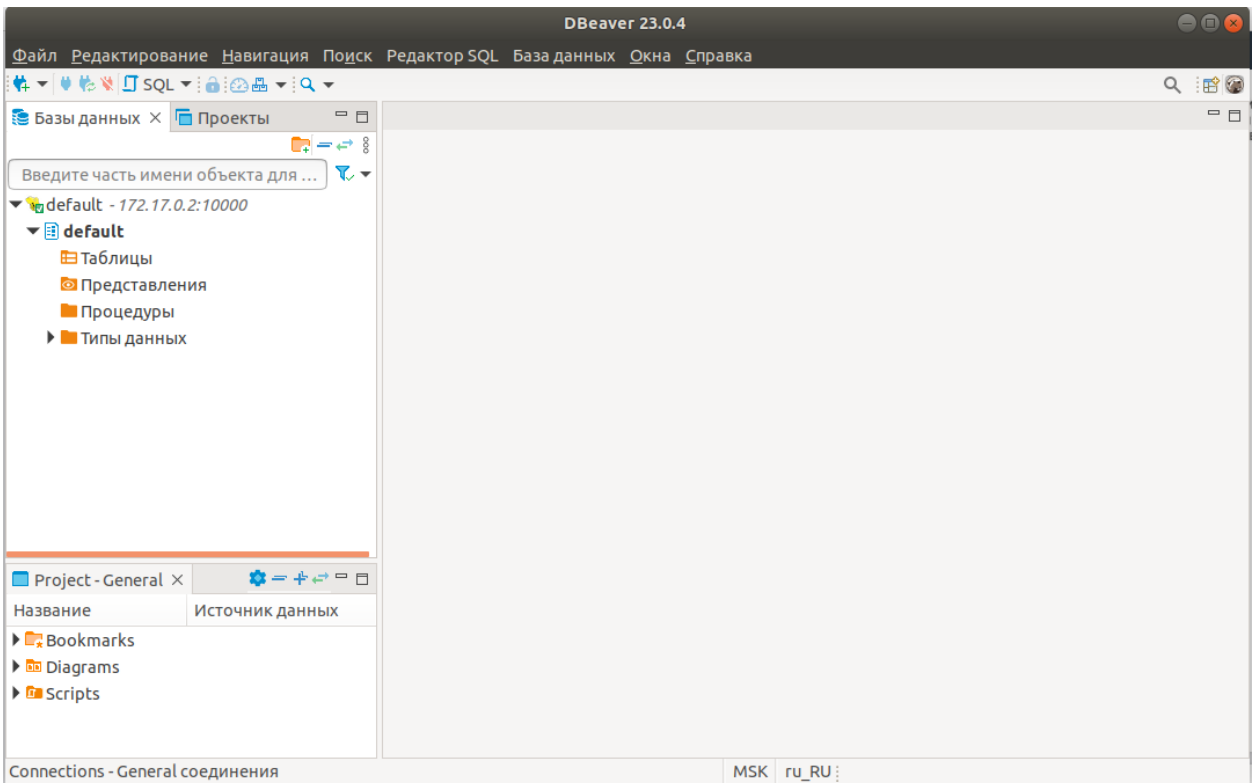 DBeaver 23.0.4
Файл Редактирование Навигация Поиск Редактор SQL База данных Окна Справка
SQL
Базы данных Проекты
Введите часть имени объекта для ...
default - 172.17.0.2:10000
default
Таблицы
Представления
Процедуры
Типы данных
Project - General
Название Источник данных
Bookmarks
Diagrams
Scripts
Connections - General соединения MSK ru_RU